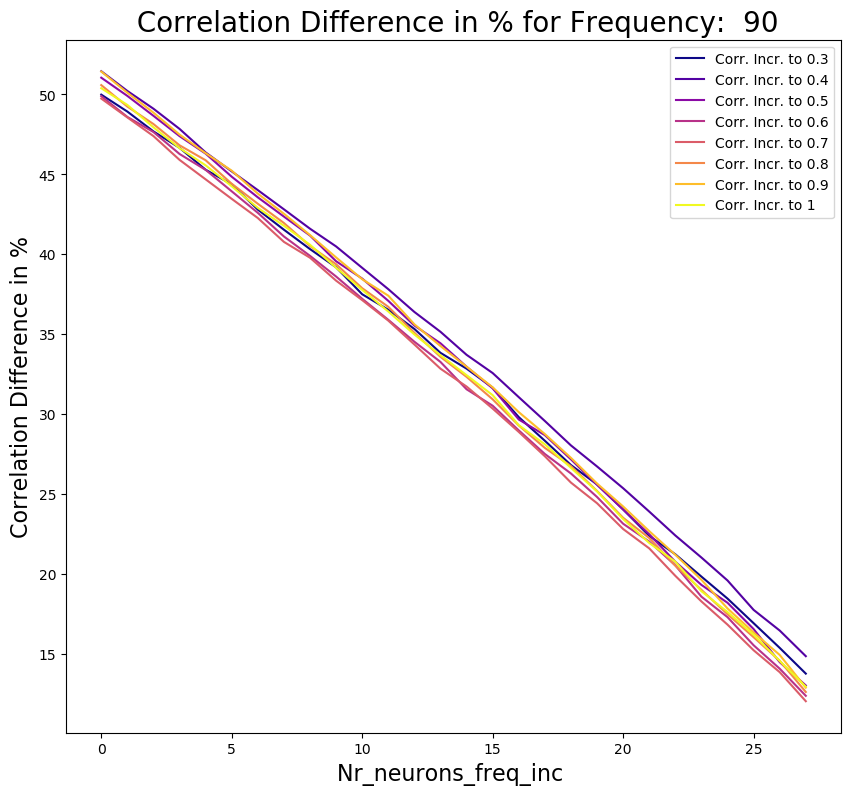 Correlation Difference in % for Frequency:  90
Corr. Incr. to 0.3
Corr. Incr. to 0.4
Corr. Incr. to 0.5
Corr. Incr. to 0.6
Corr. Incr. to 0.7
Corr. Incr. to 0.8
Corr. Incr. to 0.9
Corr. Incr. to 1
Correlation Difference in %
50
45
40
35
30
25
20
15
0 5 10 15 20 25
Nr_neurons_freq_inc